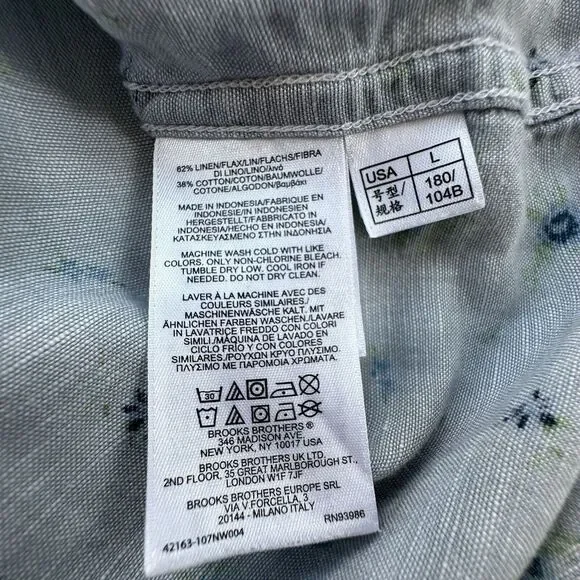 62% LINEN/FLAX/LIN/FLACHS/FIBRA
DI LINO/LINO/λινό
38% COTTON/COTON/BAUMWOLLE/
COTONE/ALGODON/βαμβάκι
MADE IN INDONESIA/FABRIQUE EN
INDONESIE/IN INDONESIEN
HERGESTELLT/FABBRICATO IN
INDONESIA/HECHO EN INDONESIA/
ΚΑΤΑΣΚΕΥΑΣΜΕΝΟ ΣΤΗΝ ΙΝΔΟΝΗΣΙΑ
MACHINE WASH COLD WITH LIKE
COLORS. ONLY NON-CHLORINE BLEACH.
TUMBLE DRY LOW. COOL IRON IF
NEEDED. DO NOT DRY CLEAN.
LAVER À LA MACHINE AVEC DES
COULEURS SIMILAIRES./
MASCHINENWÄSCHE KALT. MIT
ÄHNLICHEN FARBEN WASCHEN./LAVARE
IN LAVATRICE FREDDO CON COLORI
SIMILI./MÁQUINA DE LAVADO EN
CICLO FRÍO Y CON COLORES
SIMILARES./ΡΟΥΧΩΝ ΚΡΥΟ ΠΛΥΣΙΜΟ.
ΠΛΥΣΙΜΟ ΜΕ ΠΑΡΟΜΟΙΑ ΧΡΩΜΑΤΑ.
30
BROOKS BROTHERS ®
346 MADISON AVE.
NEW YORK, NY 10017 USA
BROOKS BROTHERS UK LTD.
2ND FLOOR, 35 GREAT MARLBOROUGH ST.,
LONDON W1F 7JF
BROOKS BROTHERS EUROPE SRL
VIA V.FORCELLA, 3
20144 - MILANO ITALY
RN93986
42163-107NW004
USA L
号型/规格 180/104B